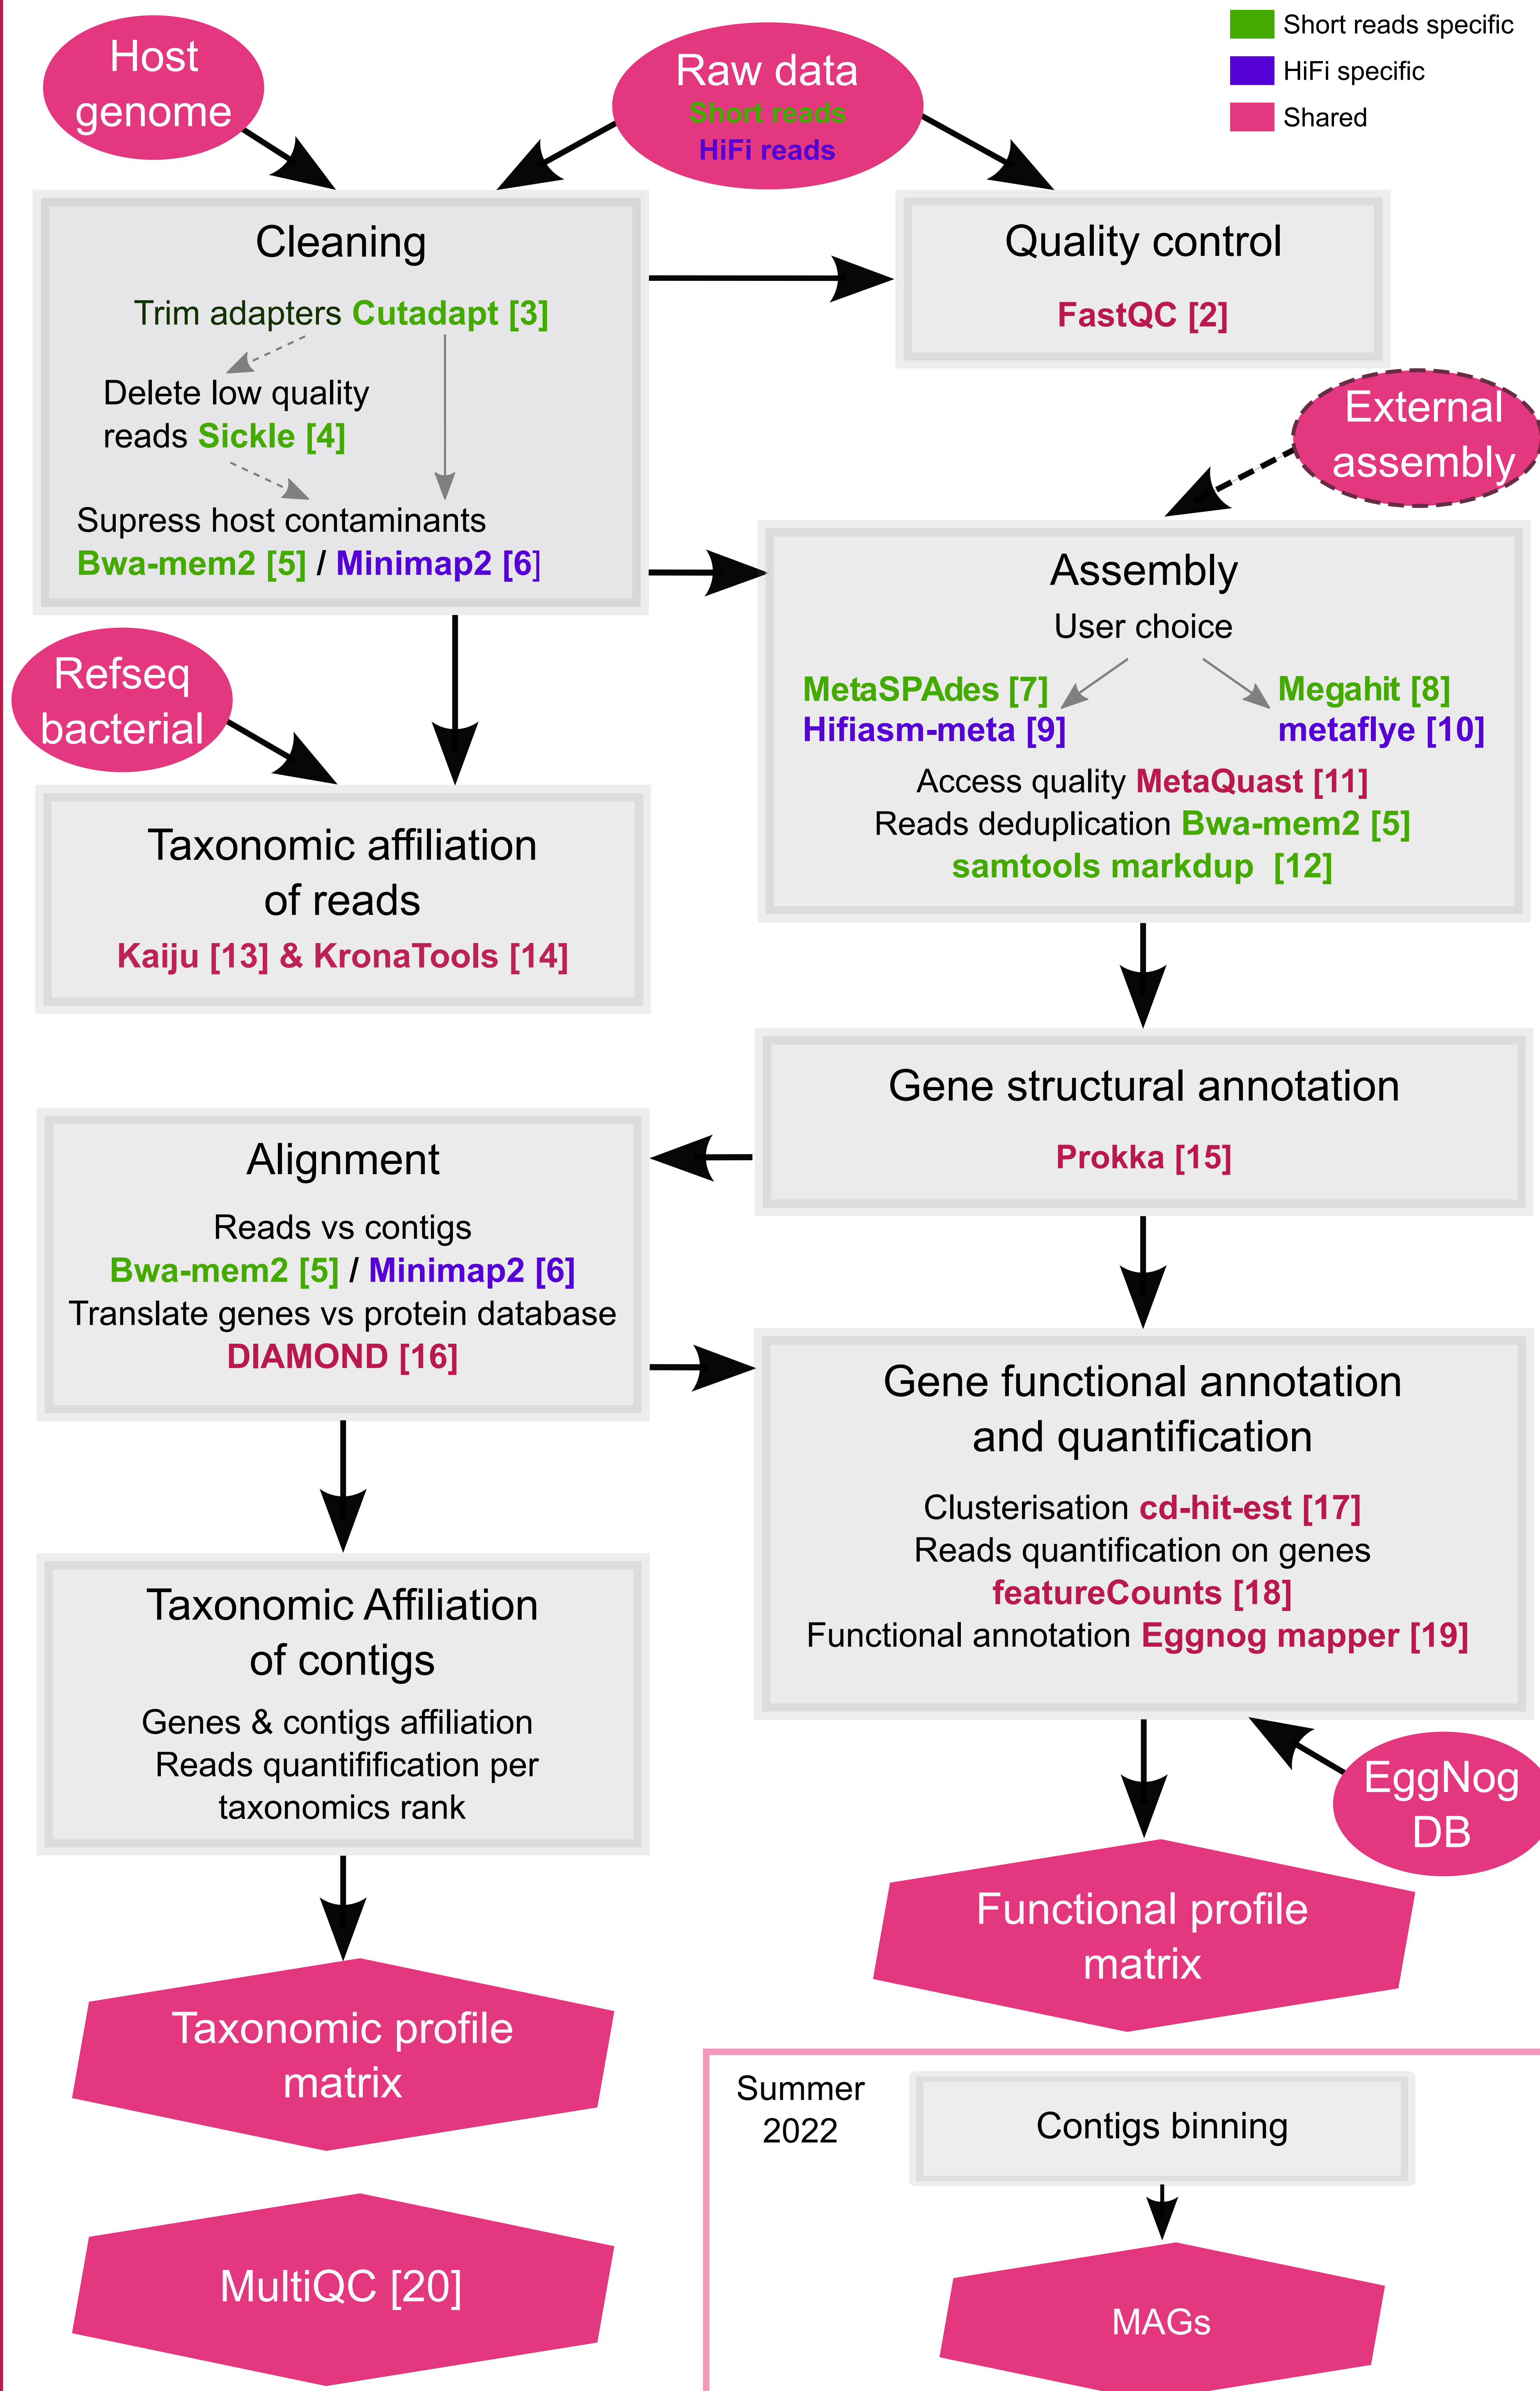 Host
genome
Raw data
Short reads
HiFi reads
Short reads specific
HiFi specific
Shared
Cleaning
Trim adapters Cutadapt [3]
Delete low quality
reads Sickle [4]
Supress host contaminants
Bwa-mem2 [5] / Minimap2 [6]
Quality control
FastQC [2]
External
assembly
Assembly
User choice
MetaSPAdes [7]
Hifiasm-meta [9]
Megahit [8]
metaflye [10]
Access quality MetaQuast [11]
Reads deduplication Bwa-mem2 [5]
samtools markdup [12]
Refseq
bacterial
Taxonomic affiliation
of reads
Kaiju [13] & KronaTools [14]
Gene structural annotation
Prokka [15]
Alignment
Reads vs contigs
Bwa-mem2 [5] / Minimap2 [6]
Translate genes vs protein database
DIAMOND [16]
Gene functional annotation
and quantification
Clusterisation cd-hit-est [17]
Reads quantification on genes
featureCounts [18]
Functional annotation Eggnog mapper [19]
Taxonomic Affiliation
of contigs
Genes & contigs affiliation
Reads quantifification per
taxonomics rank
EggNog
DB
Functional profile
matrix
Taxonomic profile
matrix
Summer
2022
Contigs binning
MultiQC [20]
MAGs